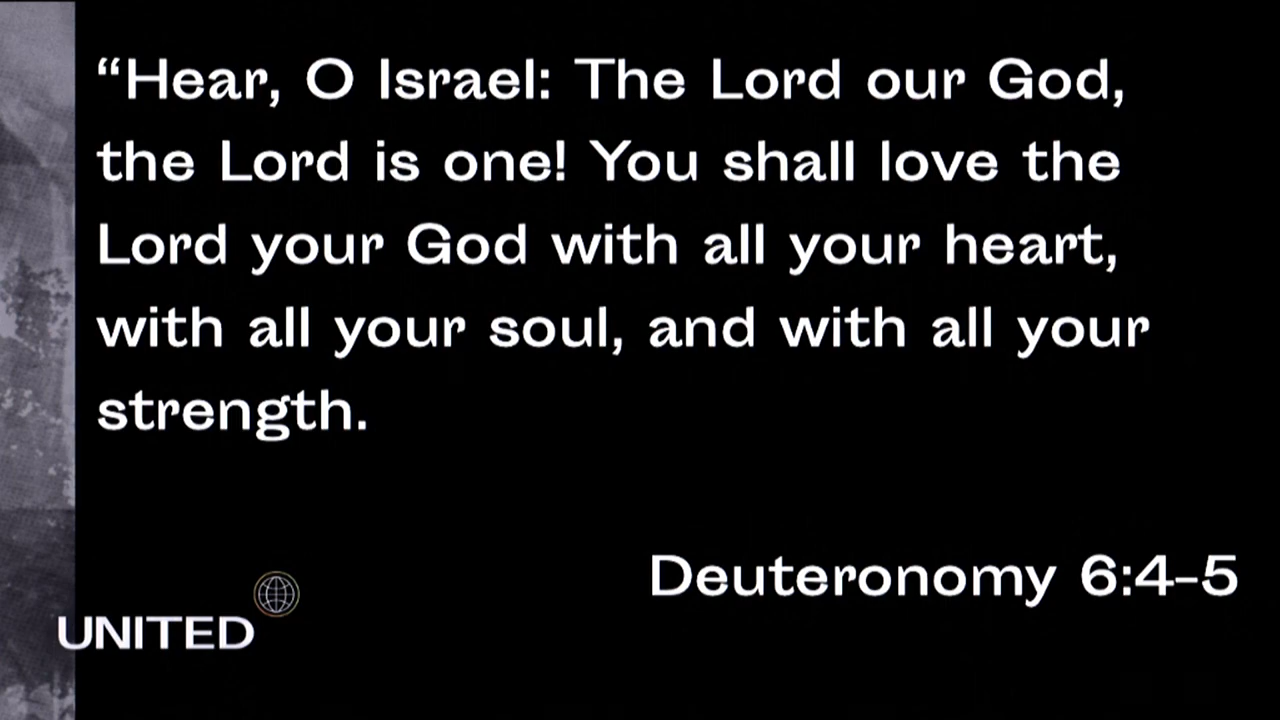 “Hear, O Israel: The Lord our God,
the Lord is one! You shall love the
Lord your God with all your heart,
with all your soul, and with all your
strength.
Deuteronomy 6:4–5
UNITED